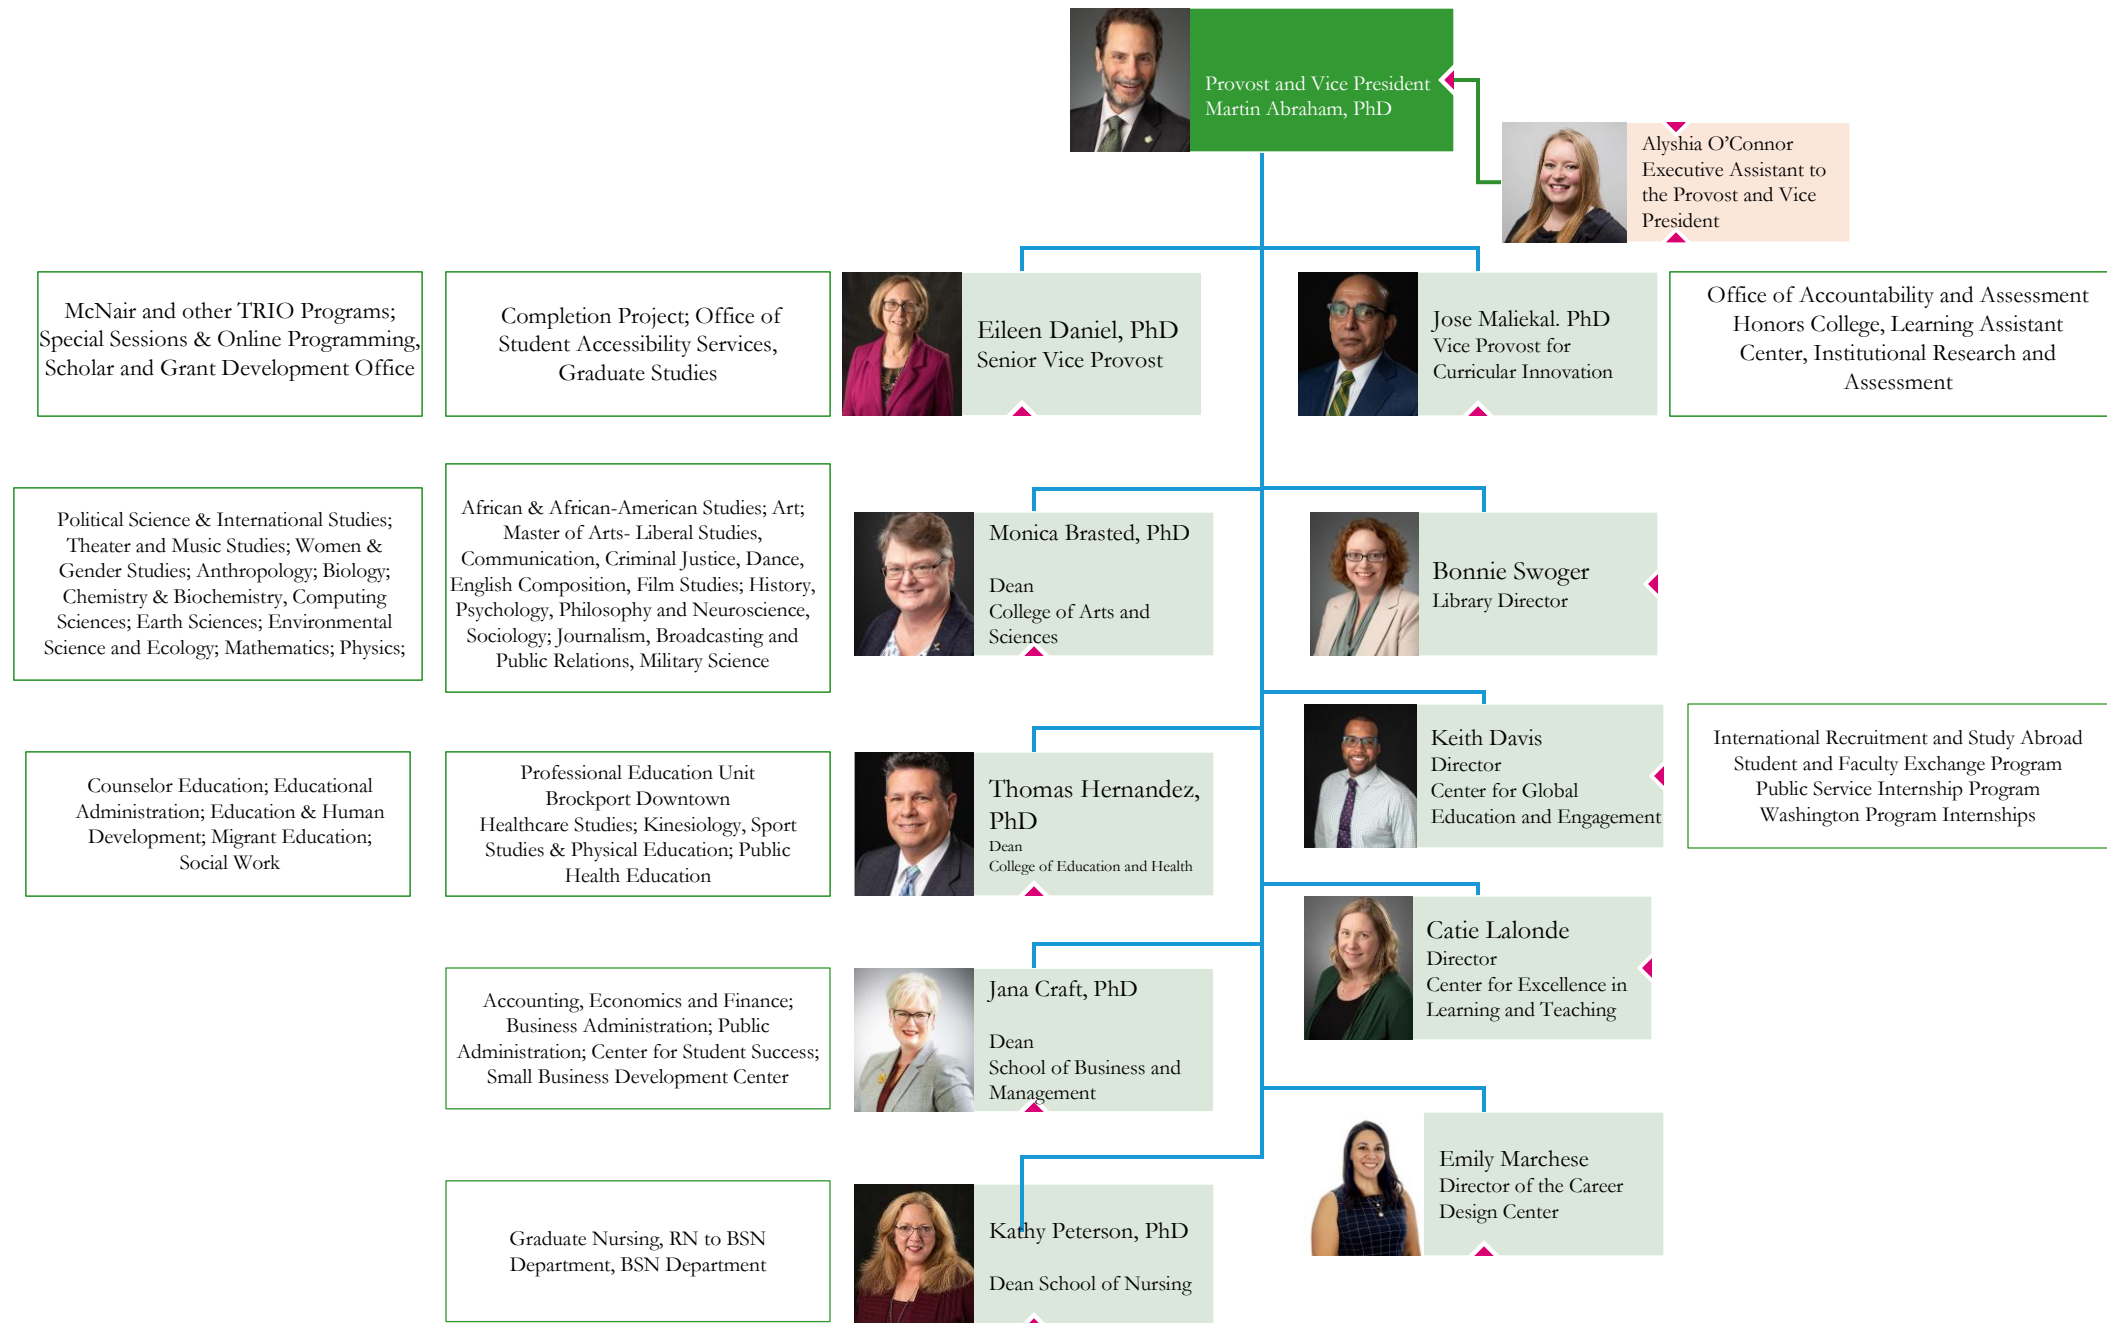 Provost and Vice President
Martin Abraham, PhD
Alyshia O’Connor
Executive Assistant to
the Provost and Vice
President
McNair and other TRIO Programs;
Special Sessions & Online Programming,
Scholar and Grant Development Office
Completion Project; Office of
Student Accessibility Services,
Graduate Studies
Eileen Daniel, PhD
Senior Vice Provost
Jose Maliekal. PhD
Vice Provost for
Curricular Innovation
Office of Accountability and Assessment
Honors College, Learning Assistant
Center, Institutional Research and
Assessment
Political Science & International Studies;
Theater and Music Studies; Women &
Gender Studies; Anthropology; Biology;
Chemistry & Biochemistry, Computing
Sciences; Earth Sciences; Environmental
Science and Ecology; Mathematics; Physics;
African & African-American Studies; Art;
Master of Arts- Liberal Studies,
Communication, Criminal Justice, Dance,
English Composition, Film Studies; History,
Psychology, Philosophy and Neuroscience,
Sociology; Journalism, Broadcasting and
Public Relations, Military Science
Monica Brasted, PhD
Dean
College of Arts and
Sciences
Bonnie Swoger
Library Director
Counselor Education; Educational
Administration; Education & Human
Development; Migrant Education;
Social Work
Professional Education Unit
Brockport Downtown
Healthcare Studies; Kinesiology, Sport
Studies & Physical Education; Public
Health Education
Thomas Hernandez,
PhD
Dean
College of Education and Health
Keith Davis
Director
Center for Global
Education and Engagement
International Recruitment and Study Abroad
Student and Faculty Exchange Program
Public Service Internship Program
Washington Program Internships
Catie Lalonde
Director
Center for Excellence in
Learning and Teaching
Accounting, Economics and Finance;
Business Administration; Public
Administration; Center for Student Success;
Small Business Development Center
Jana Craft, PhD
Dean
School of Business and
Management
Emily Marchese
Director of the Career
Design Center
Graduate Nursing, RN to BSN
Department, BSN Department
Kathy Peterson, PhD
Dean School of Nursing